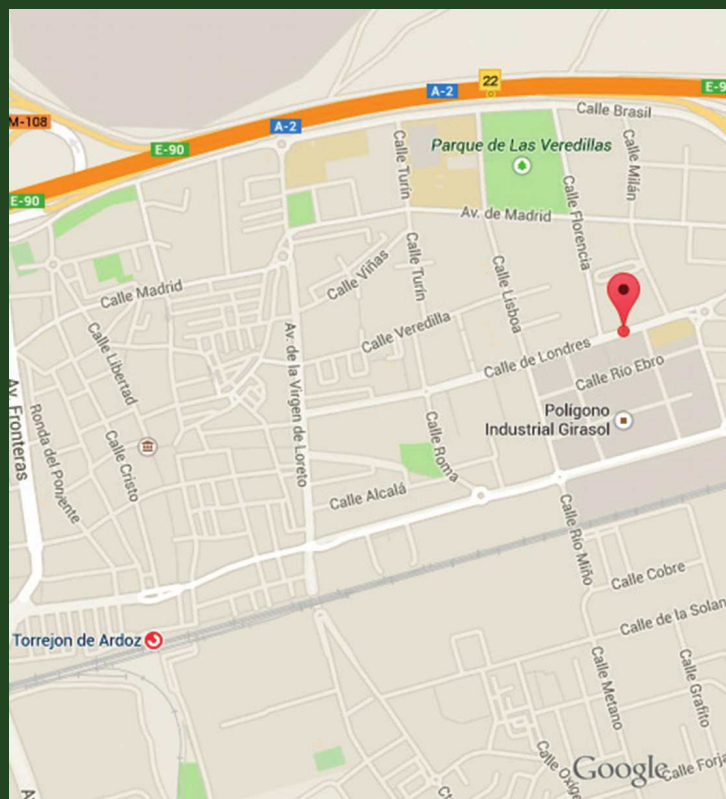 22
A-2
E-9
Calle Brasil
M-108
A-2
E-90
Parque de Las Veredillas
Calle Turín
Calle Milán
E-90
Calle Florencia
Av. de Madrid
Calle Viñas
Calle Turín
Calle Lisboa
Calle Madrid
Calle Veredilla
Calle Libertad
Av. de la Virgen de Loreto
Calle de Londres
Calle Río Ebro
Av. Fronteras
Ronda del Poniente
Calle Cristo
Polígono
Industrial Girasol
Calle Roma
Calle Alcalá
Calle Río Miño
Calle Cobre
Calle de la Solan
Torrejon de Ardoz
Calle Metano
Calle Grafito
Calle Oxíge
Google
Calle Forja